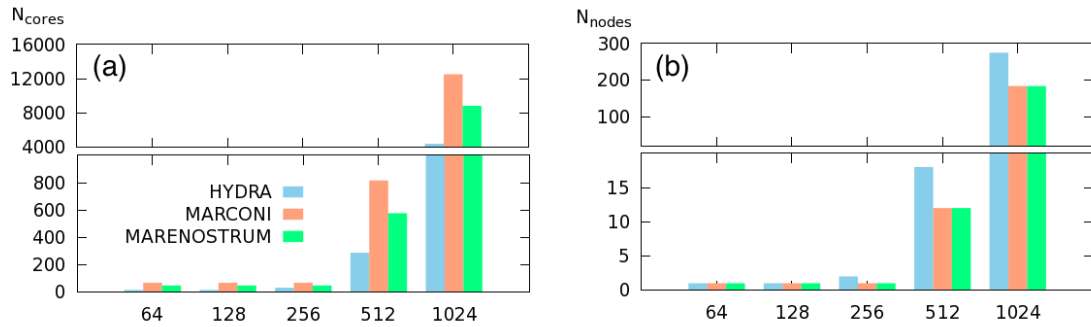 N_cores
16000
(a)
12000
8000
4000
800
HYDRA
600
MARCONI
400
MARENOSTRUM
200
0
64 128 256 512 1024
N_nodes
300
(b)
200
100
15
10
5
0
64 128 256 512 1024